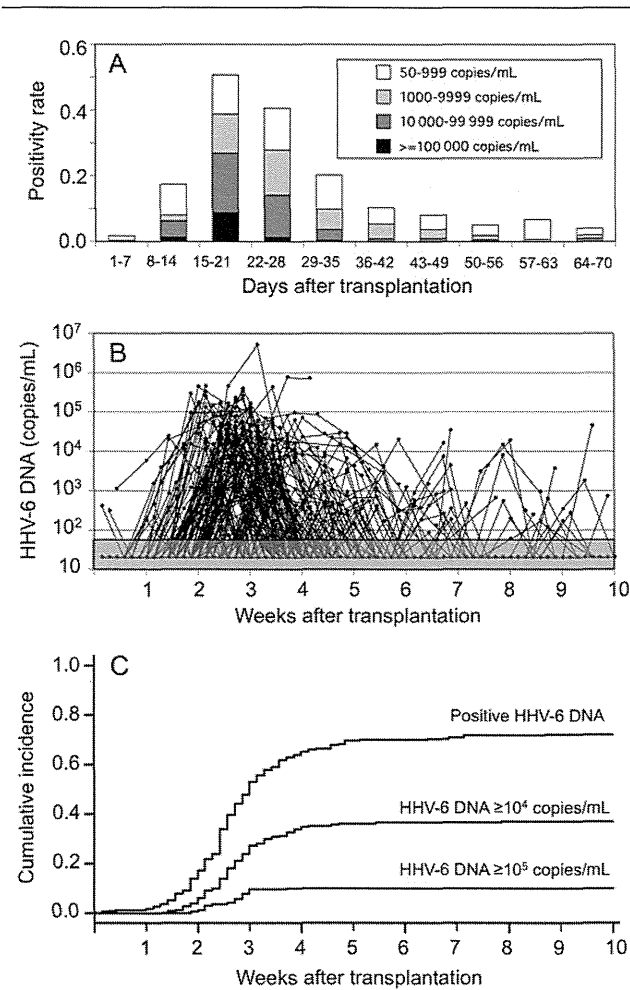 A
0.6
0.4
0.2
0.0
Positivity rate
50-999 copies/mL
1000-9999 copies/mL
10 000-99 999 copies/mL
>=100 000 copies/mL
1-7 8-14 15-21 22-28 29-35 36-42 43-49 50-56 57-63 64-70
Days after transplantation
B
10⁷
10⁶
10⁵
10⁴
10³
10²
10
HHV-6 DNA (copies/mL)
1 2 3 4 5 6 7 8 9 10
Weeks after transplantation
C
1.0
0.8
0.6
0.4
0.2
0.0
Cumulative incidence
Positive HHV-6 DNA
HHV-6 DNA ≥10⁴ copies/mL
HHV-6 DNA ≥10⁵ copies/mL
1 2 3 4 5 6 7 8 9 10
Weeks after transplantation